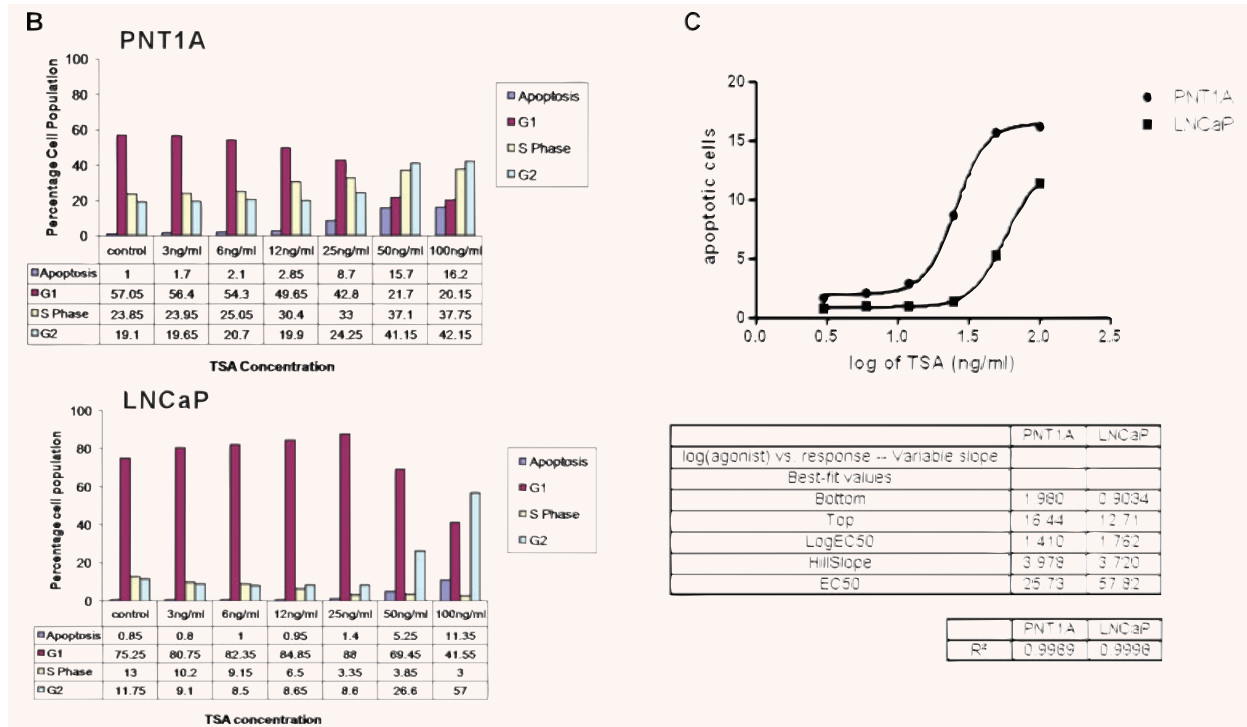 B
PNT1A
Percentage Cell Population
100
80
60
40
20
0
Apoptosis
G1
S Phase
G2
control 3ng/ml 6ng/ml 12ng/ml 25ng/ml 50ng/ml 100ng/ml
Apoptosis 1 1.7 2.1 2.85 8.7 15.7 16.2
G1 57.05 56.4 54.3 49.65 42.8 21.7 20.15
S Phase 23.85 23.95 25.05 30.4 33 37.1 37.75
G2 19.1 19.65 20.7 19.9 24.25 41.15 42.15
TSA Concentration
LNCaP
Percentage cell population
100
80
60
40
20
0
Apoptosis
G1
S Phase
G2
control 3ng/ml 6ng/ml 12ng/ml 25ng/ml 50ng/ml 100ng/ml
Apoptosis 0.85 0.8 1 0.95 1.4 5.25 11.35
G1 75.25 80.75 82.35 84.85 88 69.45 41.55
S Phase 13 10.2 9.15 6.5 3.35 3.85 3
G2 11.75 9.1 8.5 8.65 8.6 26.6 57
TSA concentration
C
apoptotic cells
20
15
10
5
0
0.0 0.5 1.0 1.5 2.0 2.5
log of TSA (ng/ml)
PNT1A
LNCaP
PNT1A LNCaP
log(agonist) vs. response -- Variable slope
Best-fit values
Bottom 1.980 0.9034
Top 16.44 12.71
LogEC50 1.410 1.762
HillSlope 3.978 3.720
EC50 25.73 57.82
PNT1A LNCaP
R² 0.9989 0.9996